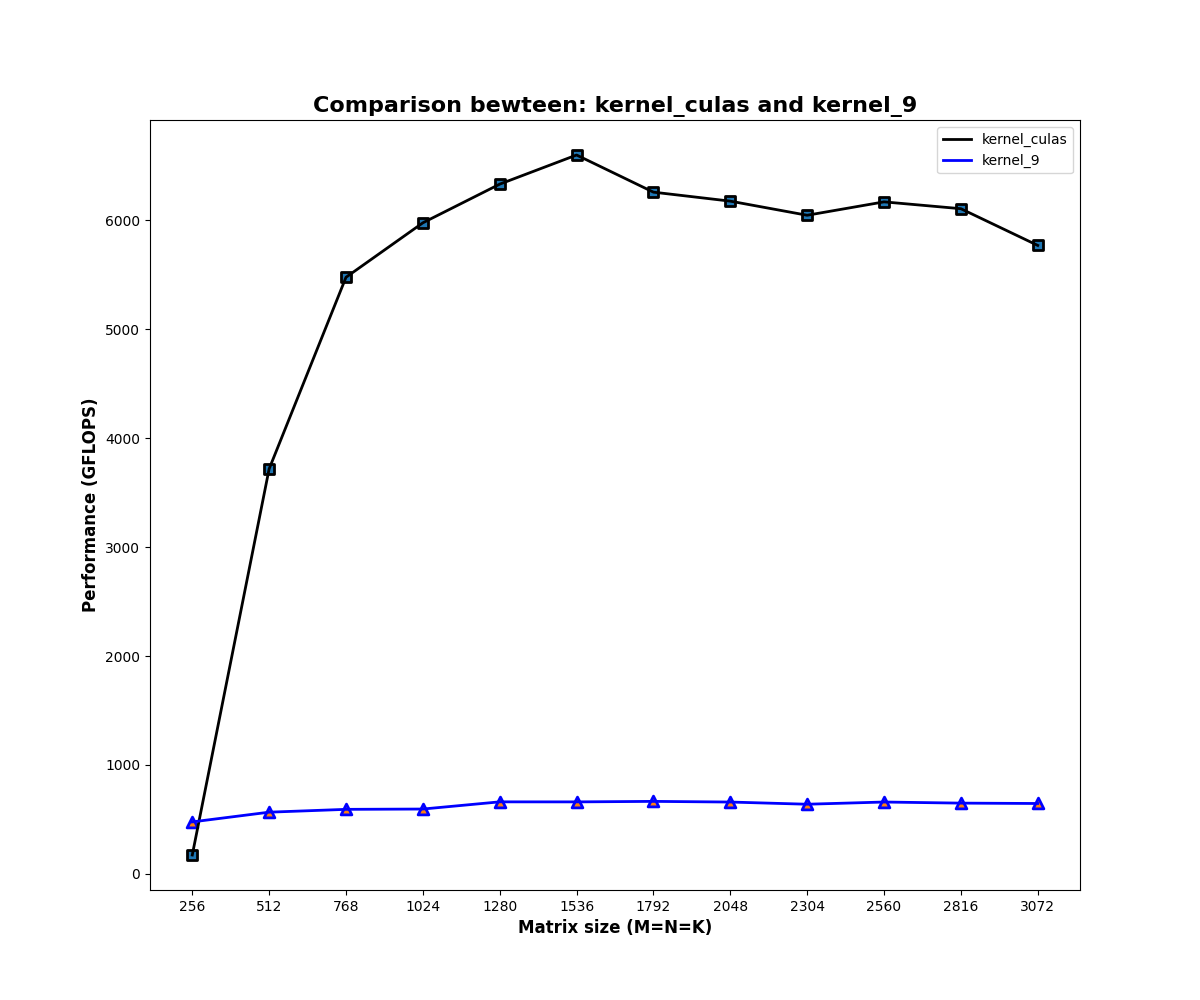 Comparison bewteen: kernel_culas and kernel_9
kernel_culas
kernel_9
Performance (GFLOPS)
6000
5000
4000
3000
2000
1000
0
256 512 768 1024 1280 1536 1792 2048 2304 2560 2816 3072
Matrix size (M=N=K)